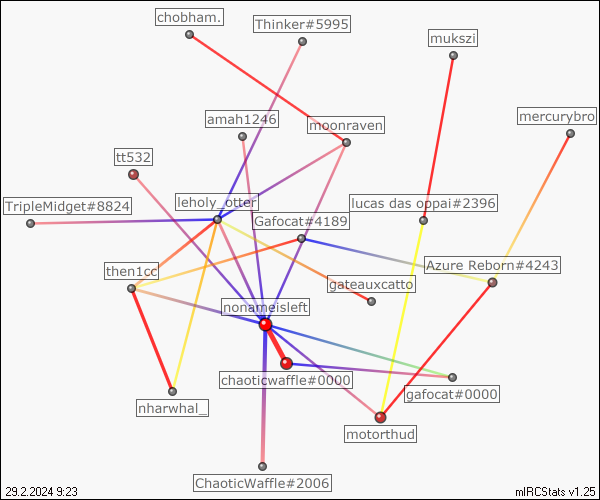 chobham.
Thinker#5995
mukszi
mercurybro
amah1246
moonraven
tt532
TripleMidget#8824
leholy_otter
lucas das oppai#2396
Gafocat#4189
then1cc
Azure Reborn#4243
gateauxcatto
nonameisleft
chaoticwaffle#0000
gafocat#0000
nharwhal_
motorthud
ChaoticWaffle#2006
29.2.2024 9:23
mIRCStats v1.25